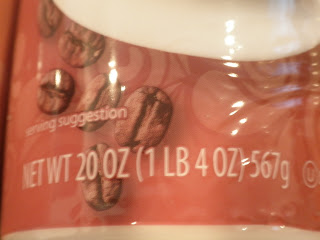 serving suggestion
NET WT 20 OZ (1 LB 4 OZ) 567g